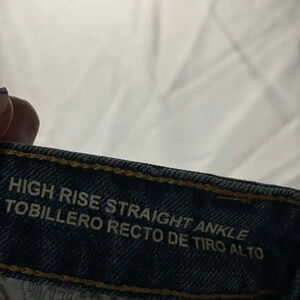 HIGH RISE STRAIGHT ANKLE
TOBILLERO RECTO DE TIRO ALTO